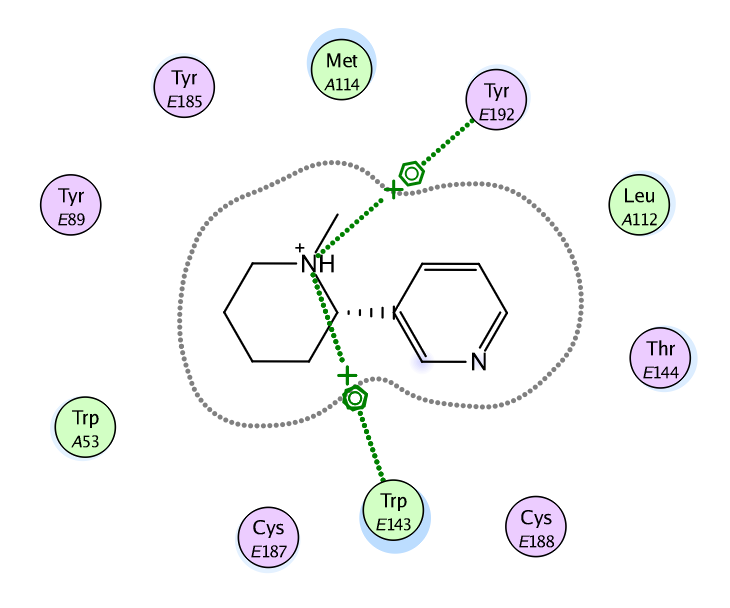 Met
A114
Tyr
E185
Tyr
E192
Tyr
E89
Leu
A112
+
NH
N
Thr
E144
Trp
A53
Trp
E143
Cys
E187
Cys
E188